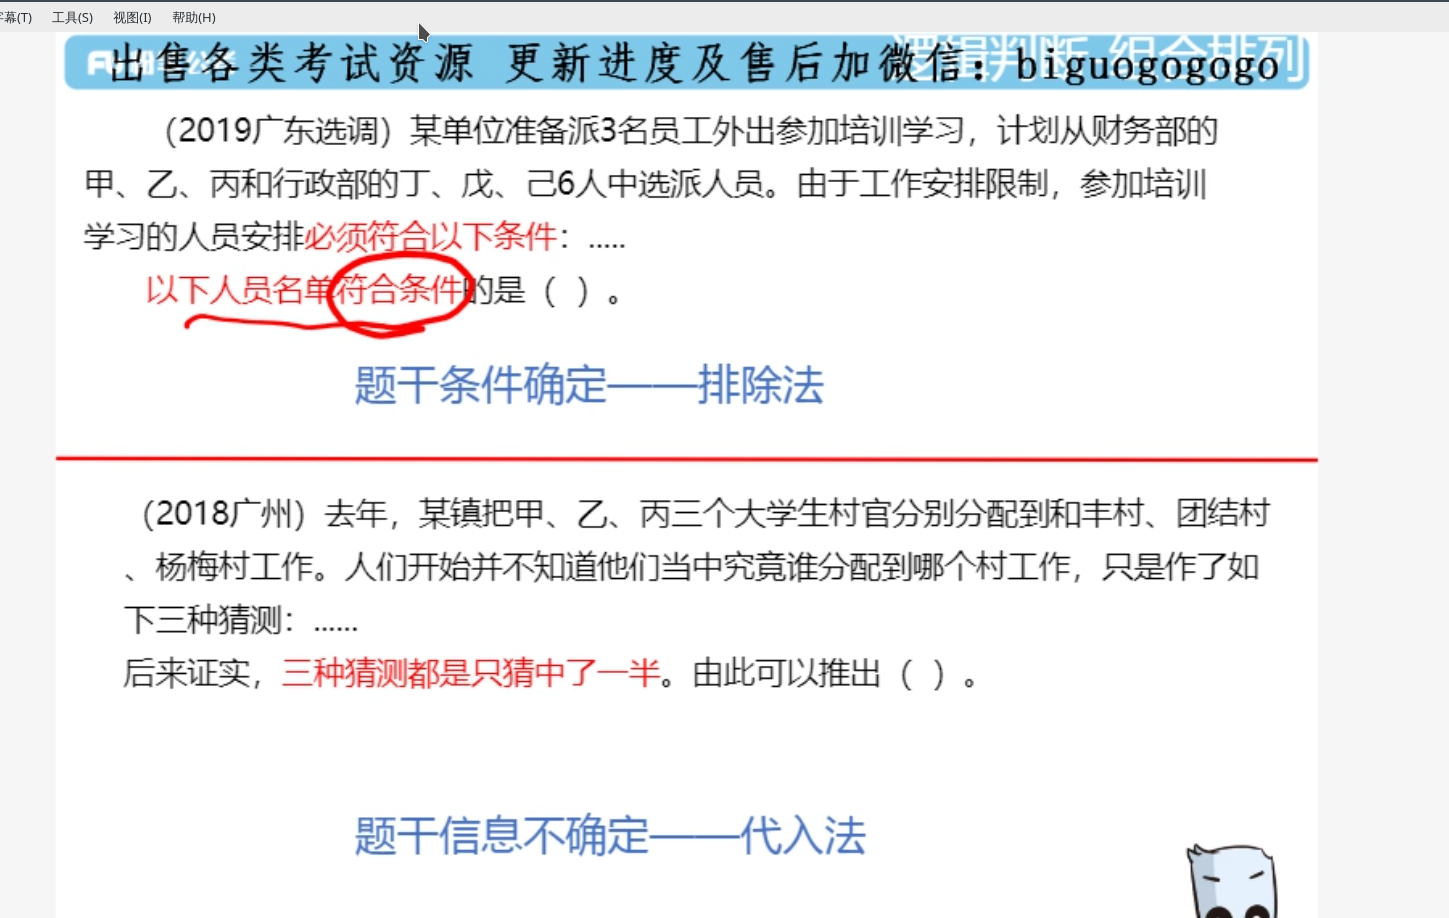 字幕(T) 工具(S) 视图(I) 帮助(H)
逻辑判断 组合排列
出售各类考试资源 更新进度及售后加微信：biguogogogo
（2019广东选调）某单位准备派3名员工外出参加培训学习，计划从财务部的
甲、乙、丙和行政部的丁、戊、己6人中选派人员。由于工作安排限制，参加培训
学习的人员安排必须符合以下条件：.....
以下人员名单符合条件的是（ ）。
题干条件确定——排除法
（2018广州）去年，某镇把甲、乙、丙三个大学生村官分别分配到和丰村、团结村
、杨梅村工作。人们开始并不知道他们当中究竟谁分配到哪个村工作，只是作了如
下三种猜测：......
后来证实，三种猜测都是只猜中了一半。由此可以推出（ ）。
题干信息不确定——代入法